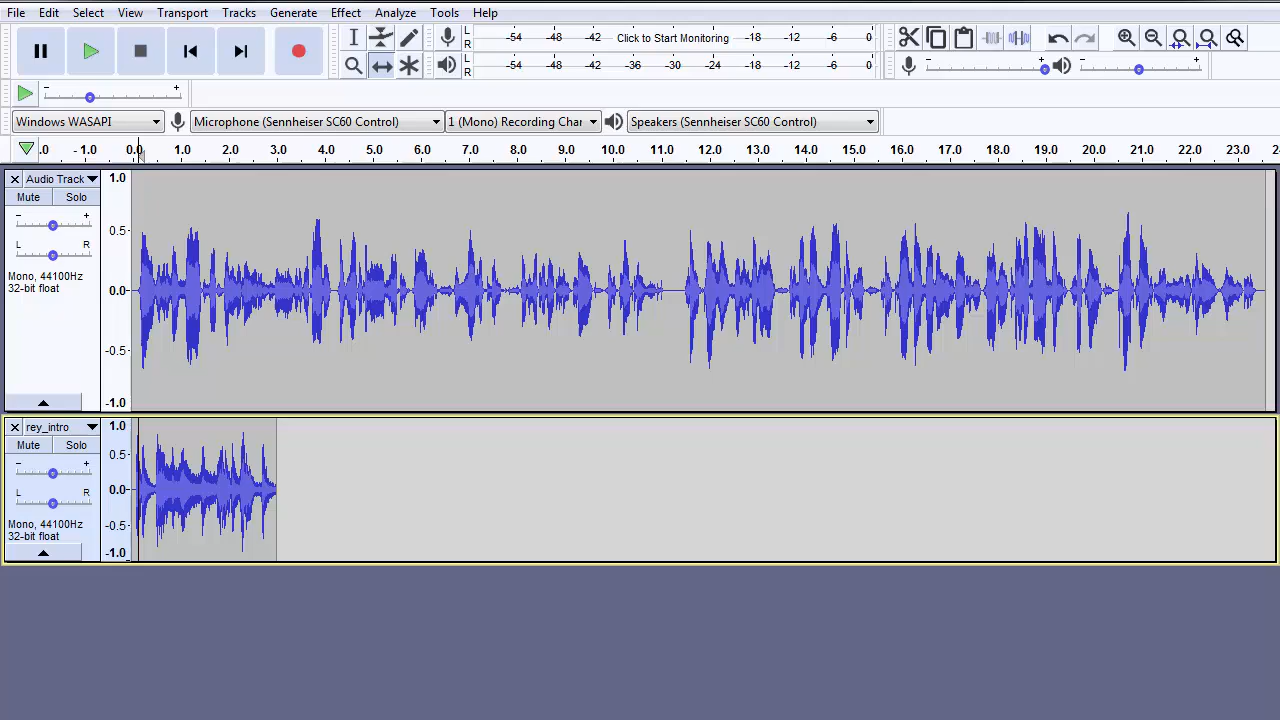 File Edit Select View Transport Tracks Generate Effect Analyze Tools Help
L R -54 -48 -42 Click to Start Monitoring -18 -12 -6 0
L R -54 -48 -42 -36 -30 -24 -18 -12 -6 0
- + - +
- +
Windows WASAPI Microphone (Sennheiser SC60 Control) 1 (Mono) Recording Char Speakers (Sennheiser SC60 Control)
.0 - 1.0 0.0 1.0 2.0 3.0 4.0 5.0 6.0 7.0 8.0 9.0 10.0 11.0 12.0 13.0 14.0 15.0 16.0 17.0 18.0 19.0 20.0 21.0 22.0 23.0 24
Audio Track 1.0
Mute Solo
- +
0.5
L R
Mono, 44100Hz
32-bit float 0.0
-0.5
-1.0
rey_intro 1.0
Mute Solo
0.5
- +
0.0
L R
Mono, 44100Hz -0.5
32-bit float
-1.0